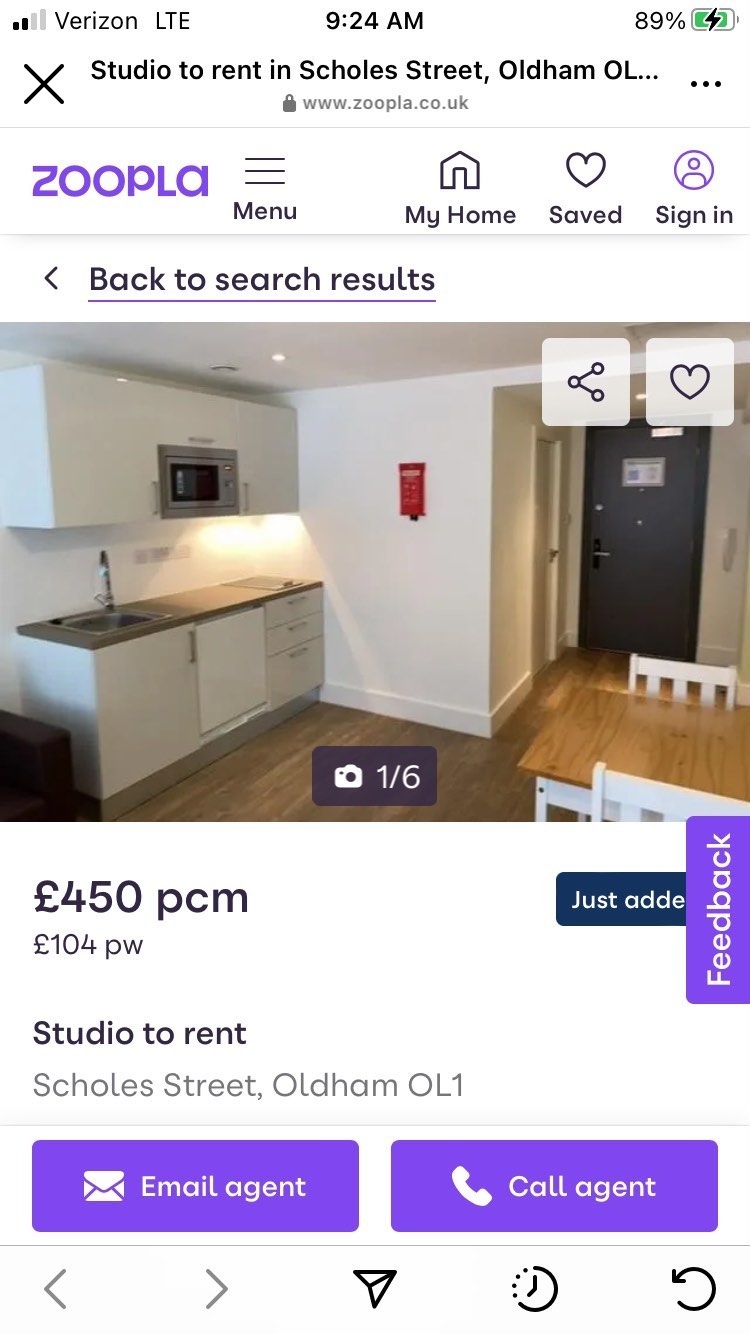 Verizon LTE 9:24 AM 89%
Studio to rent in Scholes Street, Oldham OL...
www.zoopla.co.uk
ZOOPLA Menu My Home Saved Sign in
Back to search results
1/6
£450 pcm
Just adde
£104 pw
Feedback
Studio to rent
Scholes Street, Oldham OL1
Email agent Call agent